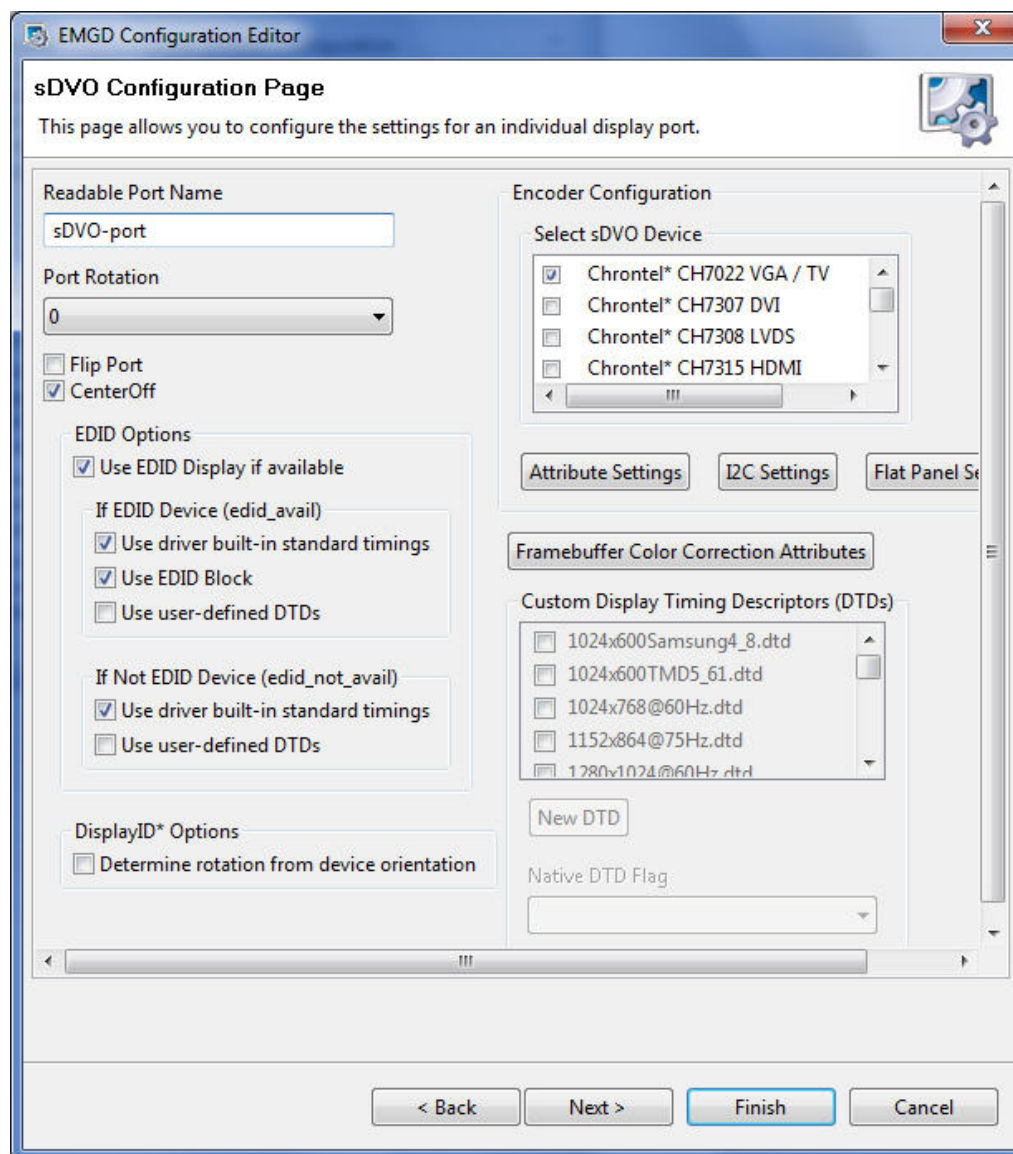 EMGD Configuration Editor
sDVO Configuration Page
This page allows you to configure the settings for an individual display port.
Readable Port Name
sDVO-port
Port Rotation
0
Flip Port
CenterOff
EDID Options
Use EDID Display if available
If EDID Device (edid_avail)
Use driver built-in standard timings
Use EDID Block
Use user-defined DTDs
If Not EDID Device (edid_not_avail)
Use driver built-in standard timings
Use user-defined DTDs
DisplayID* Options
Determine rotation from device orientation
Encoder Configuration
Select sDVO Device
Chrontel* CH7022 VGA / TV
Chrontel* CH7307 DVI
Chrontel* CH7308 LVDS
Chrontel* CH7315 HDMI
Attribute Settings
I2C Settings
Flat Panel Se
Framebuffer Color Correction Attributes
Custom Display Timing Descriptors (DTDs)
1024x600Samsung4_8.dtd
1024x600TMD5_61.dtd
1024x768@60Hz.dtd
1152x864@75Hz.dtd
1280x1024@60Hz.dtd
New DTD
Native DTD Flag
< Back
Next >
Finish
Cancel